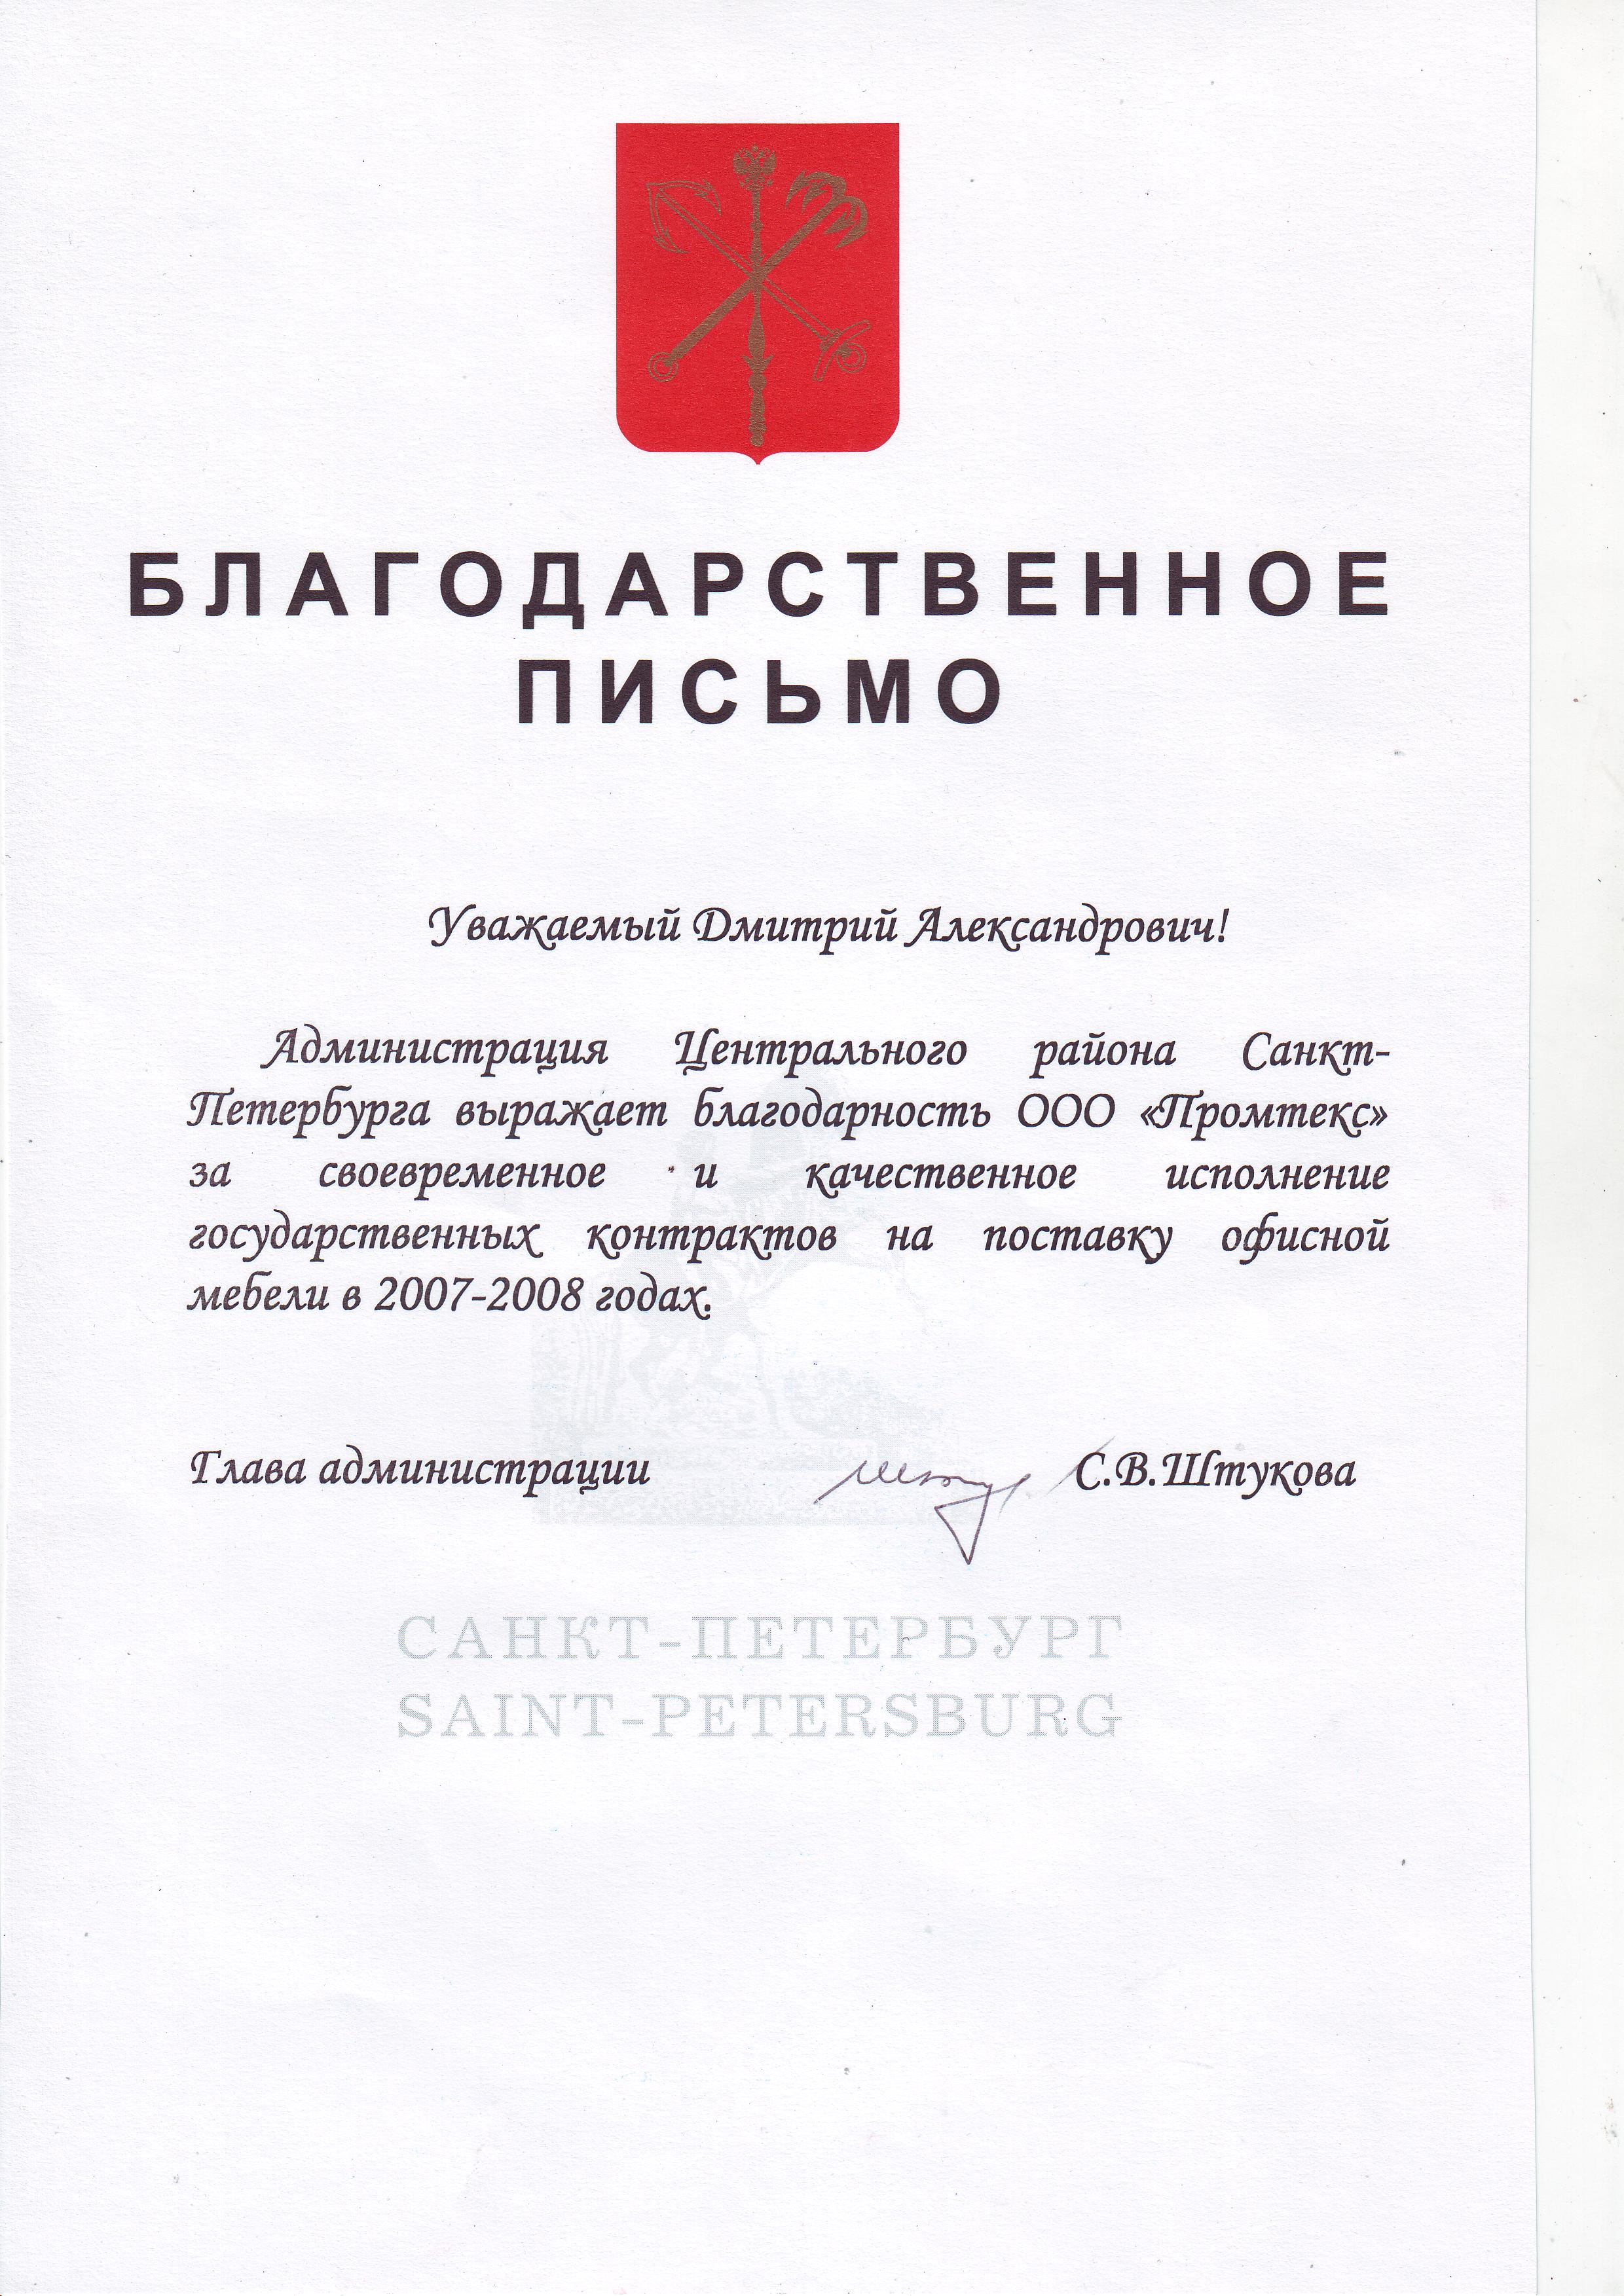 БЛАГОДАРСТВЕННОЕ
ПИСЬМО
Уважаемый Дмитрий Александрович!
Администрация Центрального района Санкт-
Петербурга выражает благодарность ООО «Промтекс»
за своевременное и качественное исполнение
государственных контрактов на поставку офисной
мебели в 2007-2008 годах.
Глава администрации С.В.Штукова
САНКТ-ПЕТЕРБУРГ
SAINT-PETERSBURG